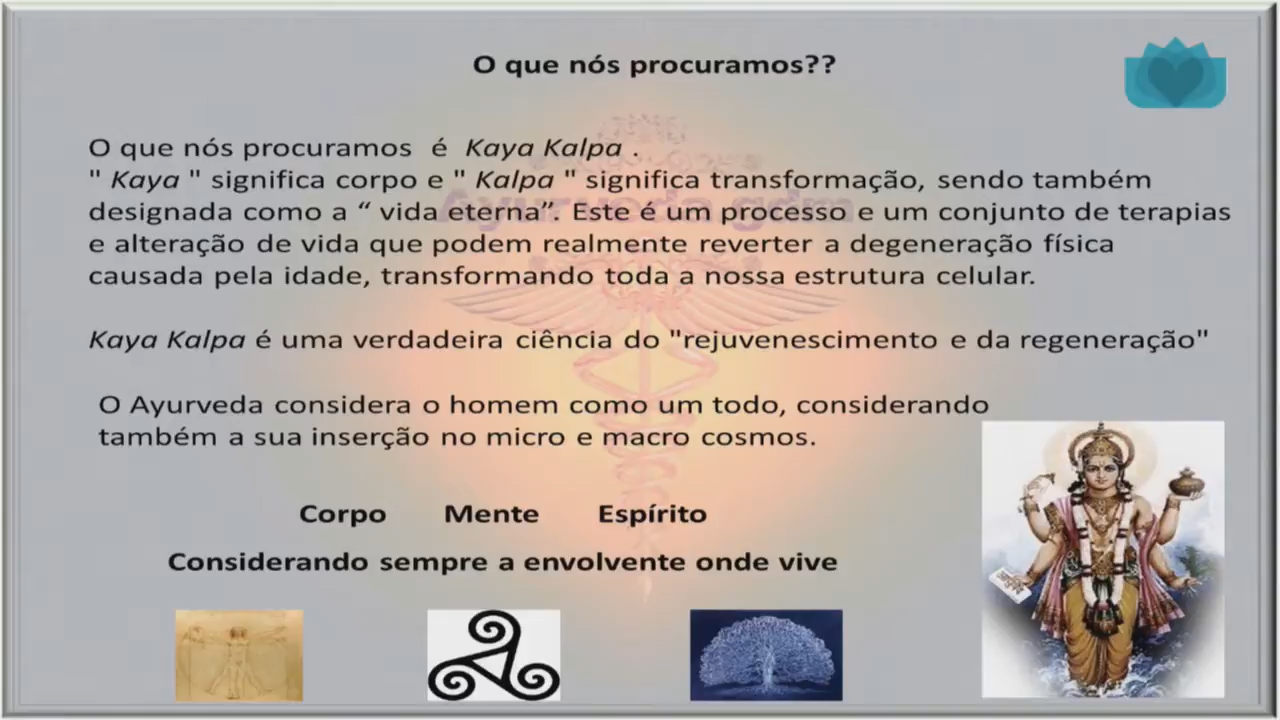 O que nós procuramos??
O que nós procuramos é Kaya Kalpa .
" Kaya " significa corpo e " Kalpa " significa transformação, sendo também
designada como a “ vida eterna”. Este é um processo e um conjunto de terapias
e alteração de vida que podem realmente reverter a degeneração física
causada pela idade, transformando toda a nossa estrutura celular.
Kaya Kalpa é uma verdadeira ciência do "rejuvenescimento e da regeneração"
O Ayurveda considera o homem como um todo, considerando
também a sua inserção no micro e macro cosmos.
Corpo Mente Espírito
Considerando sempre a envolvente onde vive